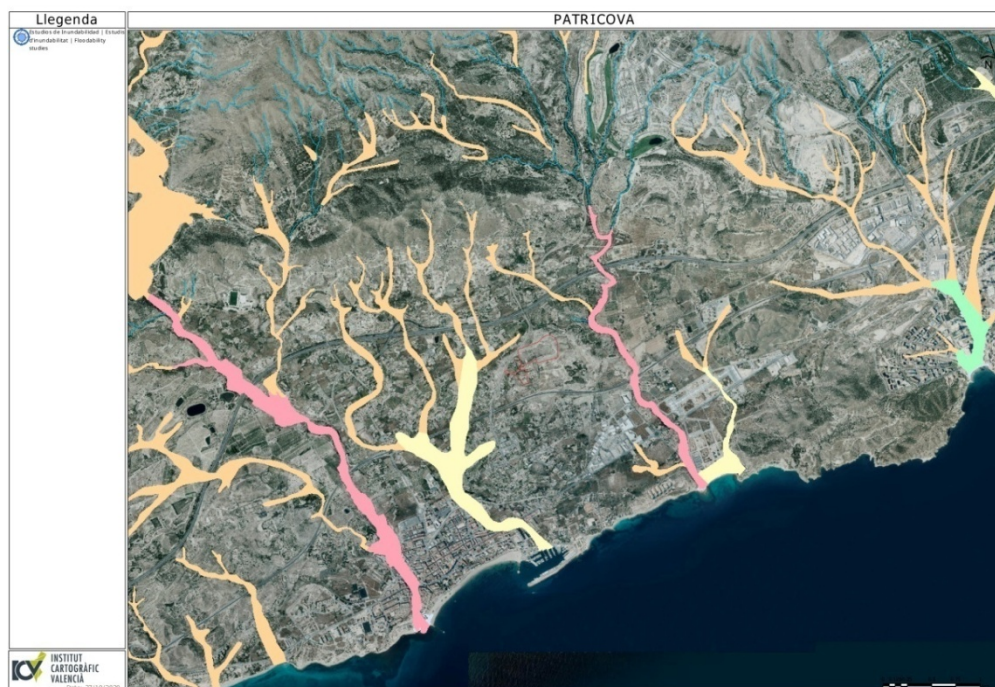 Llegenda
PATRICOVA
Estudios de Inundabilidad | Estudis
d'inundabilitat | Floodability
studies
N
INSTITUT
CARTOGRÀFIC
VALENCIÀ